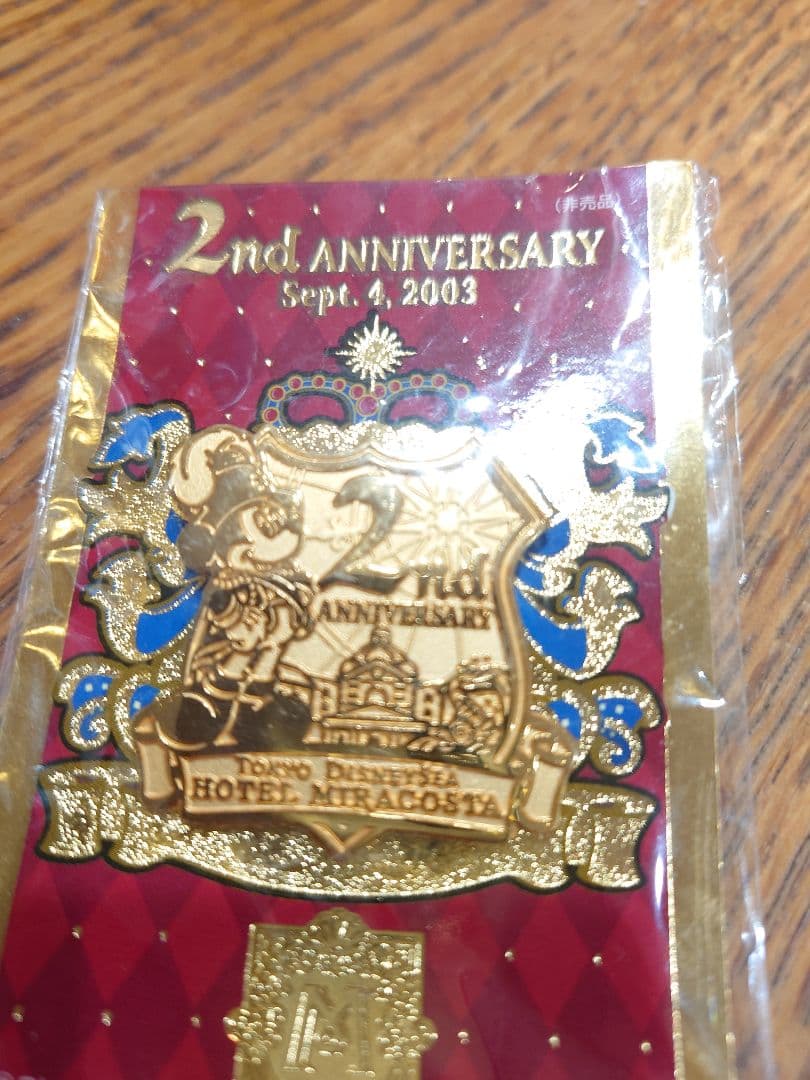 (非売品)
2nd ANNIVERSARY
Sept. 4, 2003
2nd
ANNIVERSARY
TOKYO DISNEYSEA
HOTEL MIRACOSTA
M